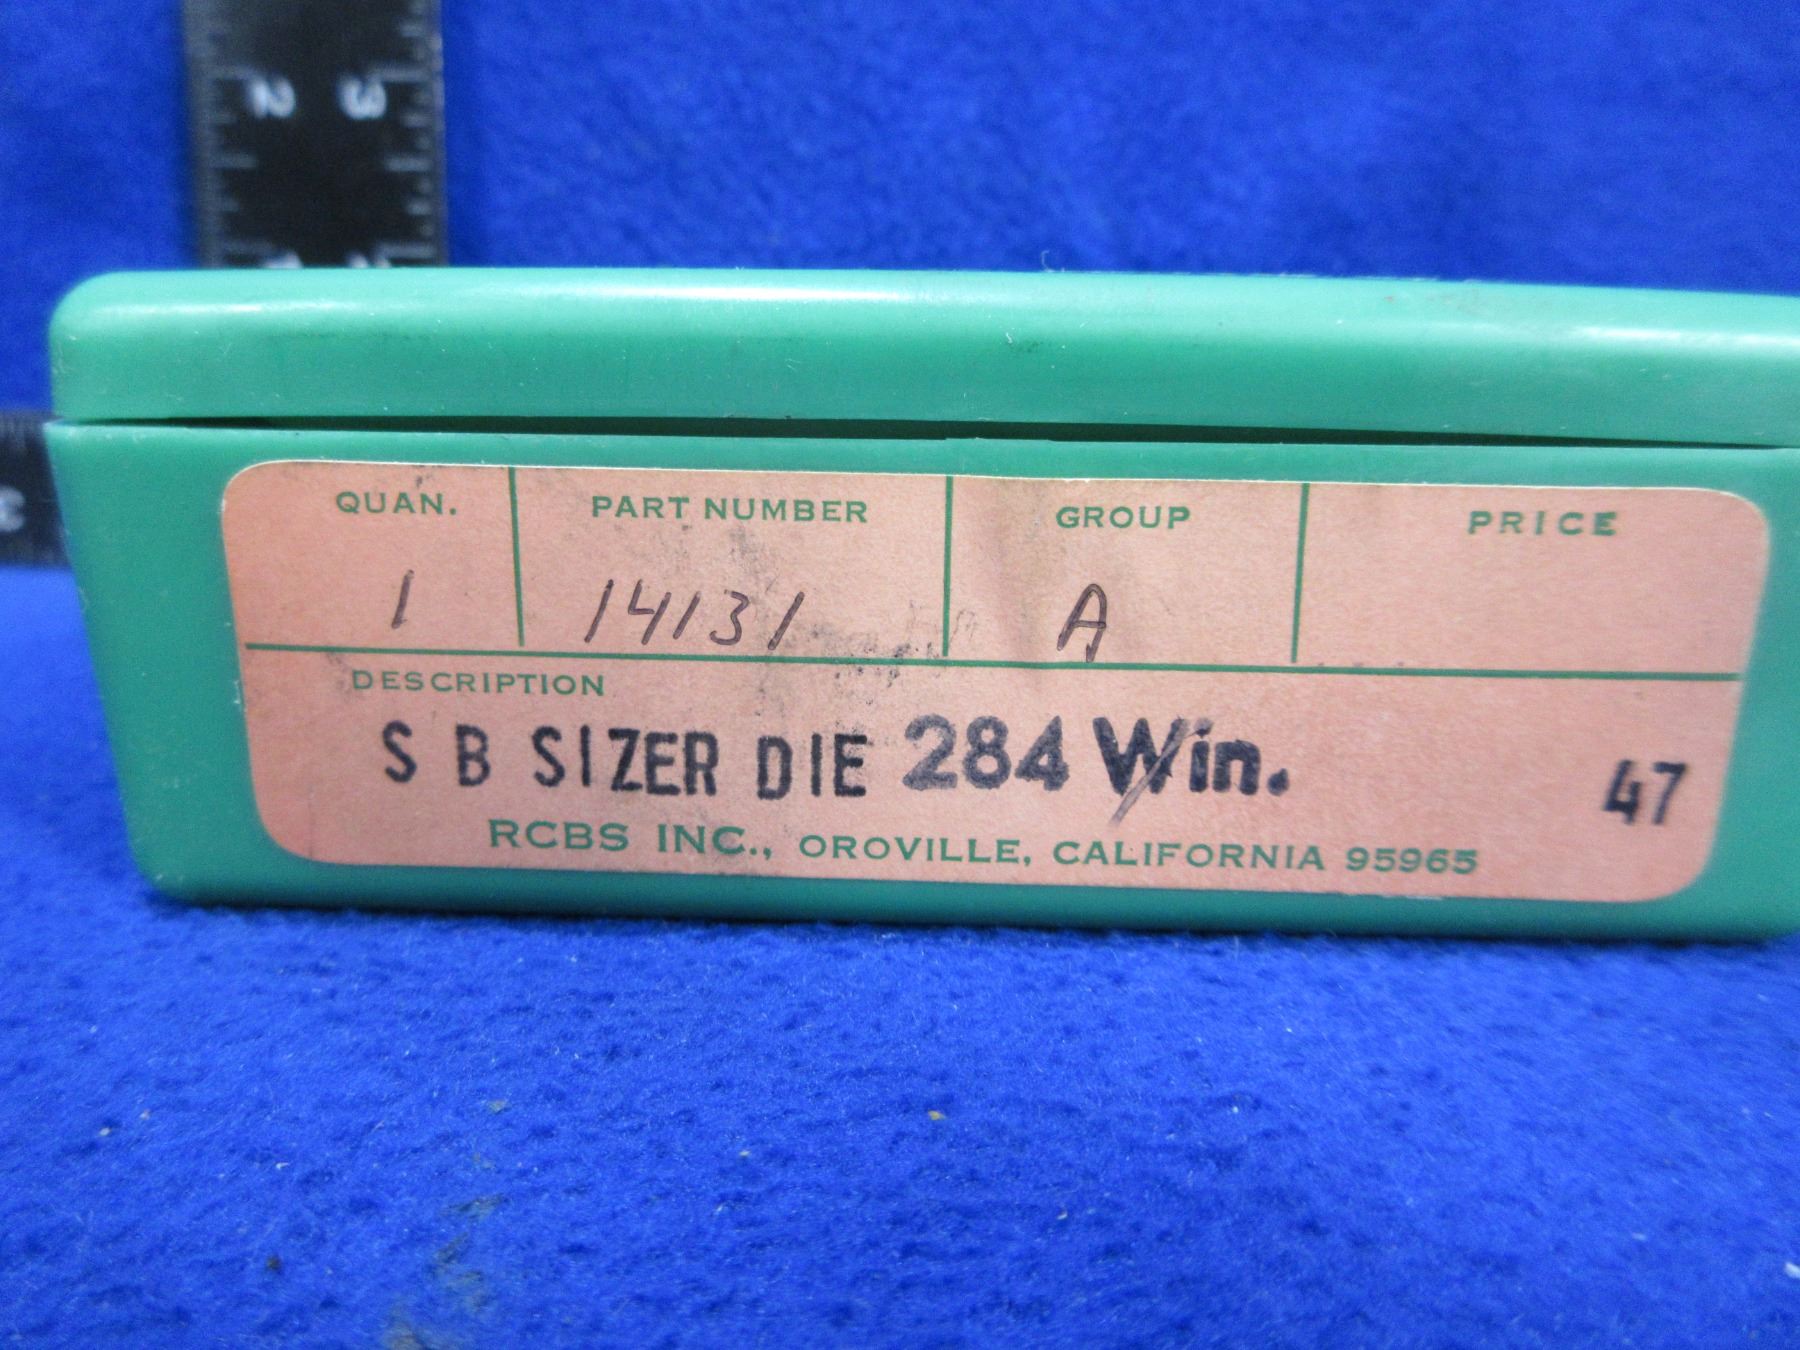 2 3
3
QUAN. PART NUMBER GROUP PRICE
1 14131 A
DESCRIPTION
S B SIZER DIE 284 Win. 47
RCBS INC., OROVILLE, CALIFORNIA 95965